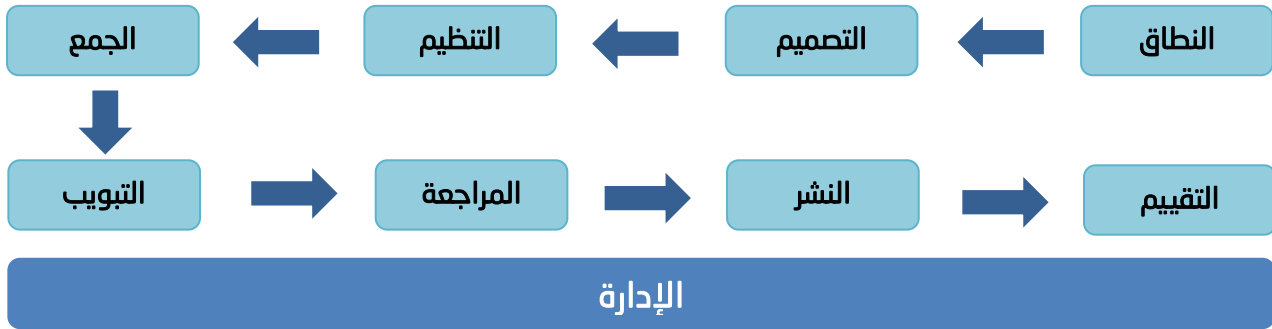 النطاق
التصميم
التنظيم
الجمع
التبويب
المراجعة
النشر
التقييم
الإدارة